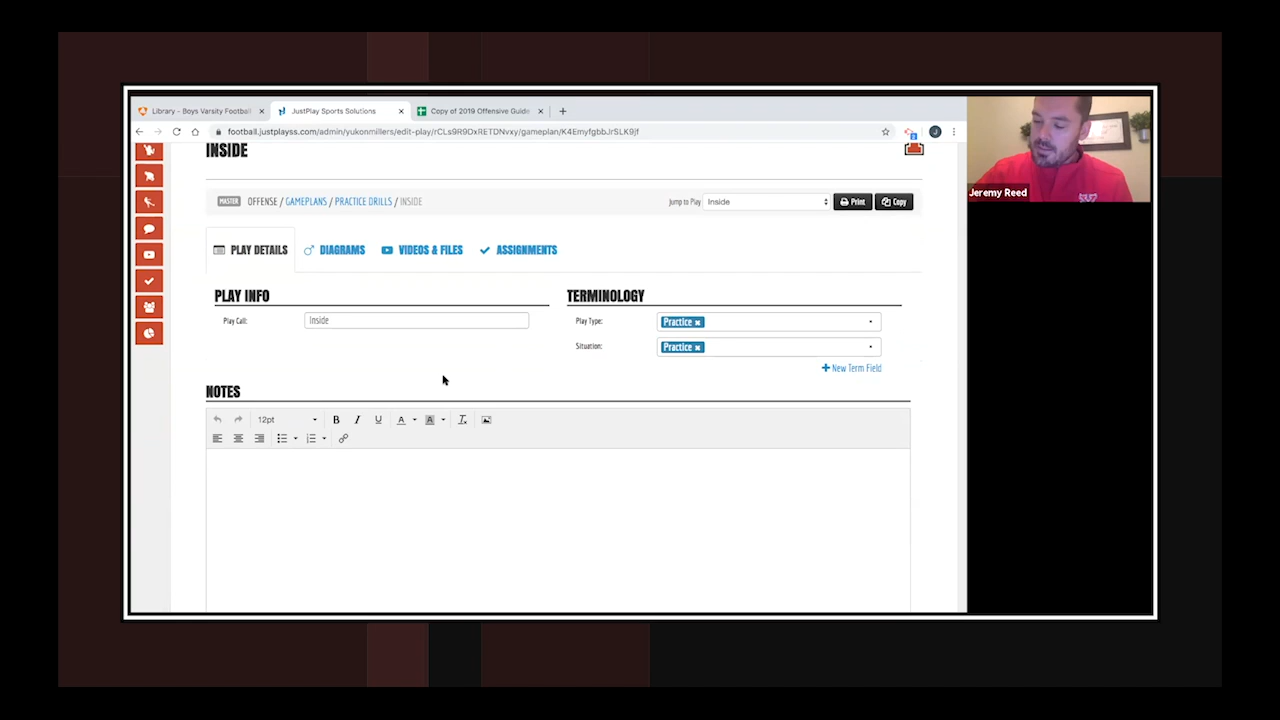 Library - Boys Varsity Football
JustPlay Sports Solutions
Copy of 2019 Offensive Guide
football.justplayss.com/admin/yukonmillers/edit-play/rCLs9R9DxRETDNvxy/gameplan/K4EmyfgbbJrSLK9jf
Jeremy Reed
INSIDE
MASTER OFFENSE / GAMEPLANS / PRACTICE DRILLS / INSIDE
Jump to Play Inside Print Copy
PLAY DETAILS DIAGRAMS VIDEOS & FILES ASSIGNMENTS
PLAY INFO
Play Call: Inside
TERMINOLOGY
Play Type: Practice x
Situation: Practice x
+ New Term Field
NOTES
12pt B I U A A